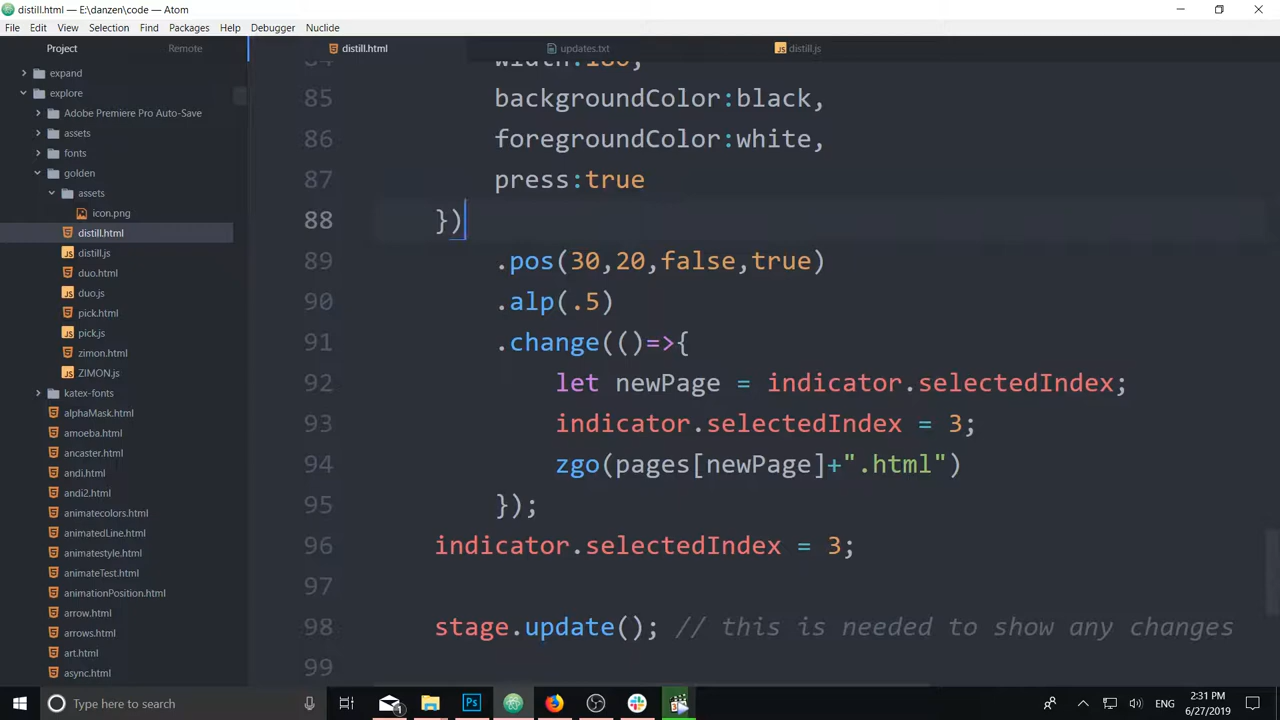 distill.html — E:\danzen\code — Atom
File Edit View Selection Find Packages Help Debugger Nuclide
Project Remote
distill.html updates.txt distill.js
expand
explore
Adobe Premiere Pro Auto-Save
assets
fonts
golden
assets
icon.png
distill.html
distill.js
duo.html
duo.js
pick.html
pick.js
zimon.html
ZIMON.js
katex-fonts
alphaMask.html
amoeba.html
ancaster.html
andi.html
andi2.html
animatecolors.html
animatedLine.html
animatestyle.html
animateTest.html
animationPosition.html
arrow.html
arrows.html
art.html
async.html
84 width:180,
85 backgroundColor:black,
86 foregroundColor:white,
87 press:true
88 })
89 .pos(30,20,false,true)
90 .alp(.5)
91 .change(()=>{
92 let newPage = indicator.selectedIndex;
93 indicator.selectedIndex = 3;
94 zgo(pages[newPage]+".html")
95 });
96 indicator.selectedIndex = 3;
97
98 stage.update(); // this is needed to show any changes
99
Type here to search
1
Ps
ENG
2:31 PM
6/27/2019